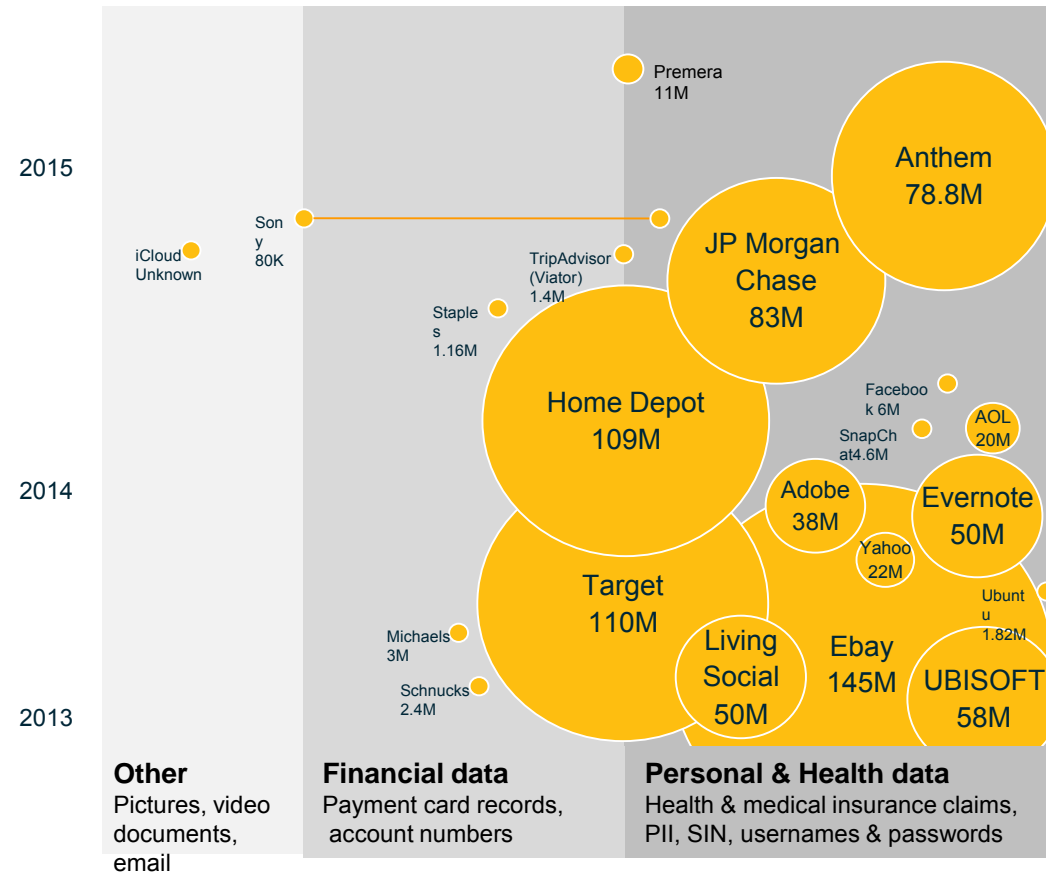 Premera
11M
2015
Anthem
78.8M
Son
y
80K
iCloud
Unknown
TripAdvisor
(Viator)
1.4M
JP Morgan
Chase
83M
Staple
s
1.16M
Home Depot
109M
Faceboo
k 6M
SnapCh
at4.6M
AOL
20M
2014
Adobe
38M
Evernote
50M
Yahoo
22M
Target
110M
Ubunt
u
1.82M
Michaels
3M
Schnucks
2.4M
Living
Social
50M
Ebay
145M
UBISOFT
58M
2013
Other
Pictures, video
documents,
email
Financial data
Payment card records,
account numbers
Personal & Health data
Health & medical insurance claims,
PII, SIN, usernames & passwords